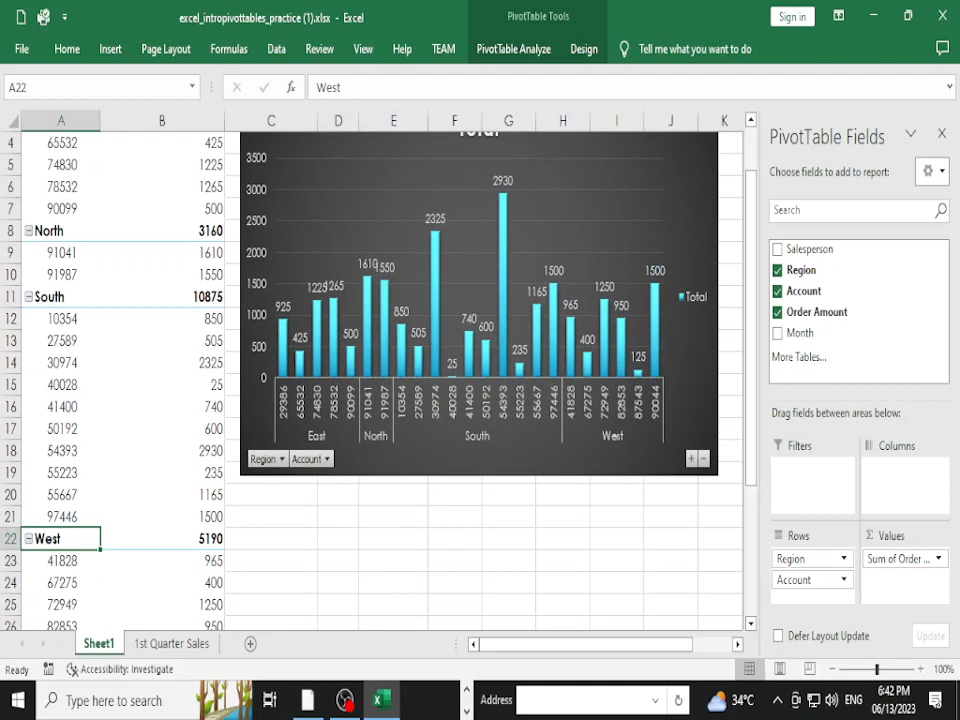 excel_intropivottables_practice (1).xlsx - Excel
PivotTable Tools
Sign in
File Home Insert Page Layout Formulas Data Review View Help TEAM PivotTable Analyze Design Tell me what you want to do
A22 fx West
A B C D E F G H I J K
4 65532 425
5 74830 1225
6 78532 1265
7 90099 500
8 North 3160
9 91041 1610
10 91987 1550
11 South 10875
12 10354 850
13 27589 505
14 30974 2325
15 40028 25
16 41400 740
17 50192 600
18 54393 2930
19 55223 235
20 55667 1165
21 97446 1500
22 West 5190
23 41828 965
24 67275 400
25 72949 1250
26 82853 950
Total
3500
3000
2500
2000
1500
1000
500
0
925 425 1225 1265 500 1610 1550 850 505 2325 25 740 600 2930 235 1165 1500 965 400 1250 950 125 1500
Total
29386 65532 74830 78532 90099 91041 91987 10354 27589 30974 40028 41400 50192 54393 55223 55667 97446 41828 67275 72949 82853 87543 90044
East North South West
Region Account
+ −
PivotTable Fields
Choose fields to add to report:
Search
Salesperson
Region
Account
Order Amount
Month
More Tables...
Drag fields between areas below:
Filters Columns
Rows Σ Values
Region Sum of Order ...
Account
Defer Layout Update Update
Sheet1 1st Quarter Sales
Ready Accessibility: Investigate 100%
Type here to search
Address
34°C
ENG
6:42 PM
06/13/2023